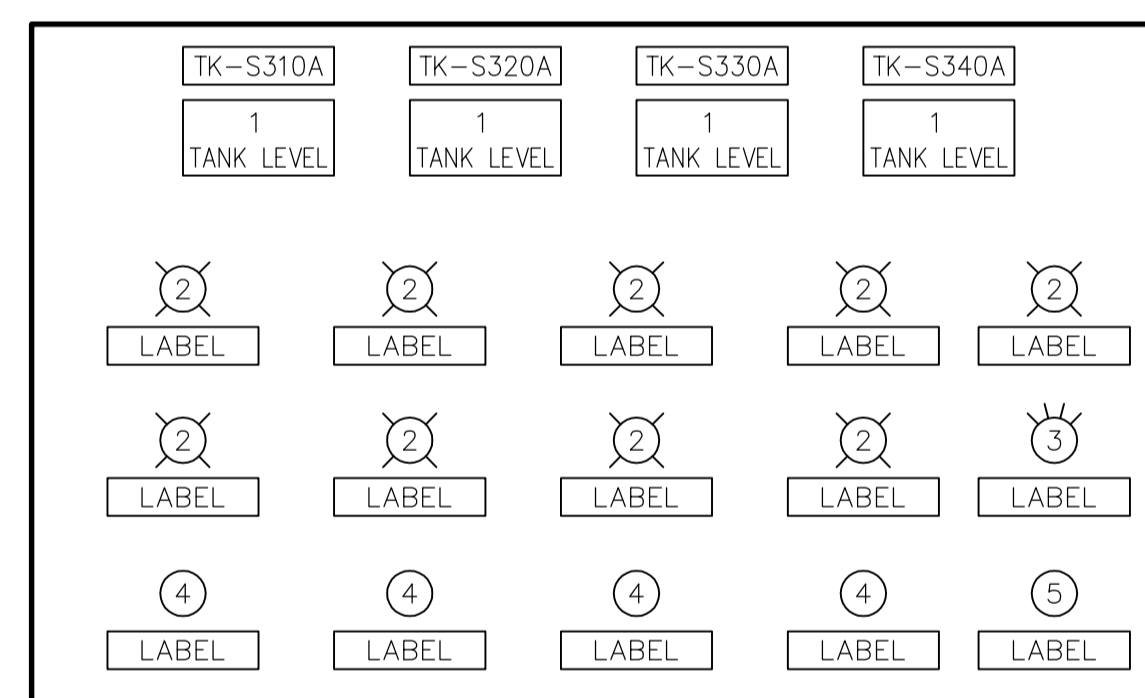 TK-S310A TK-S320A TK-S330A TK-S340A
1 1 1 1
TANK LEVEL TANK LEVEL TANK LEVEL TANK LEVEL
2 2 2 2 2
LABEL LABEL LABEL LABEL LABEL
2 2 2 2 3
LABEL LABEL LABEL LABEL LABEL
4 4 4 4 5
LABEL LABEL LABEL LABEL LABEL